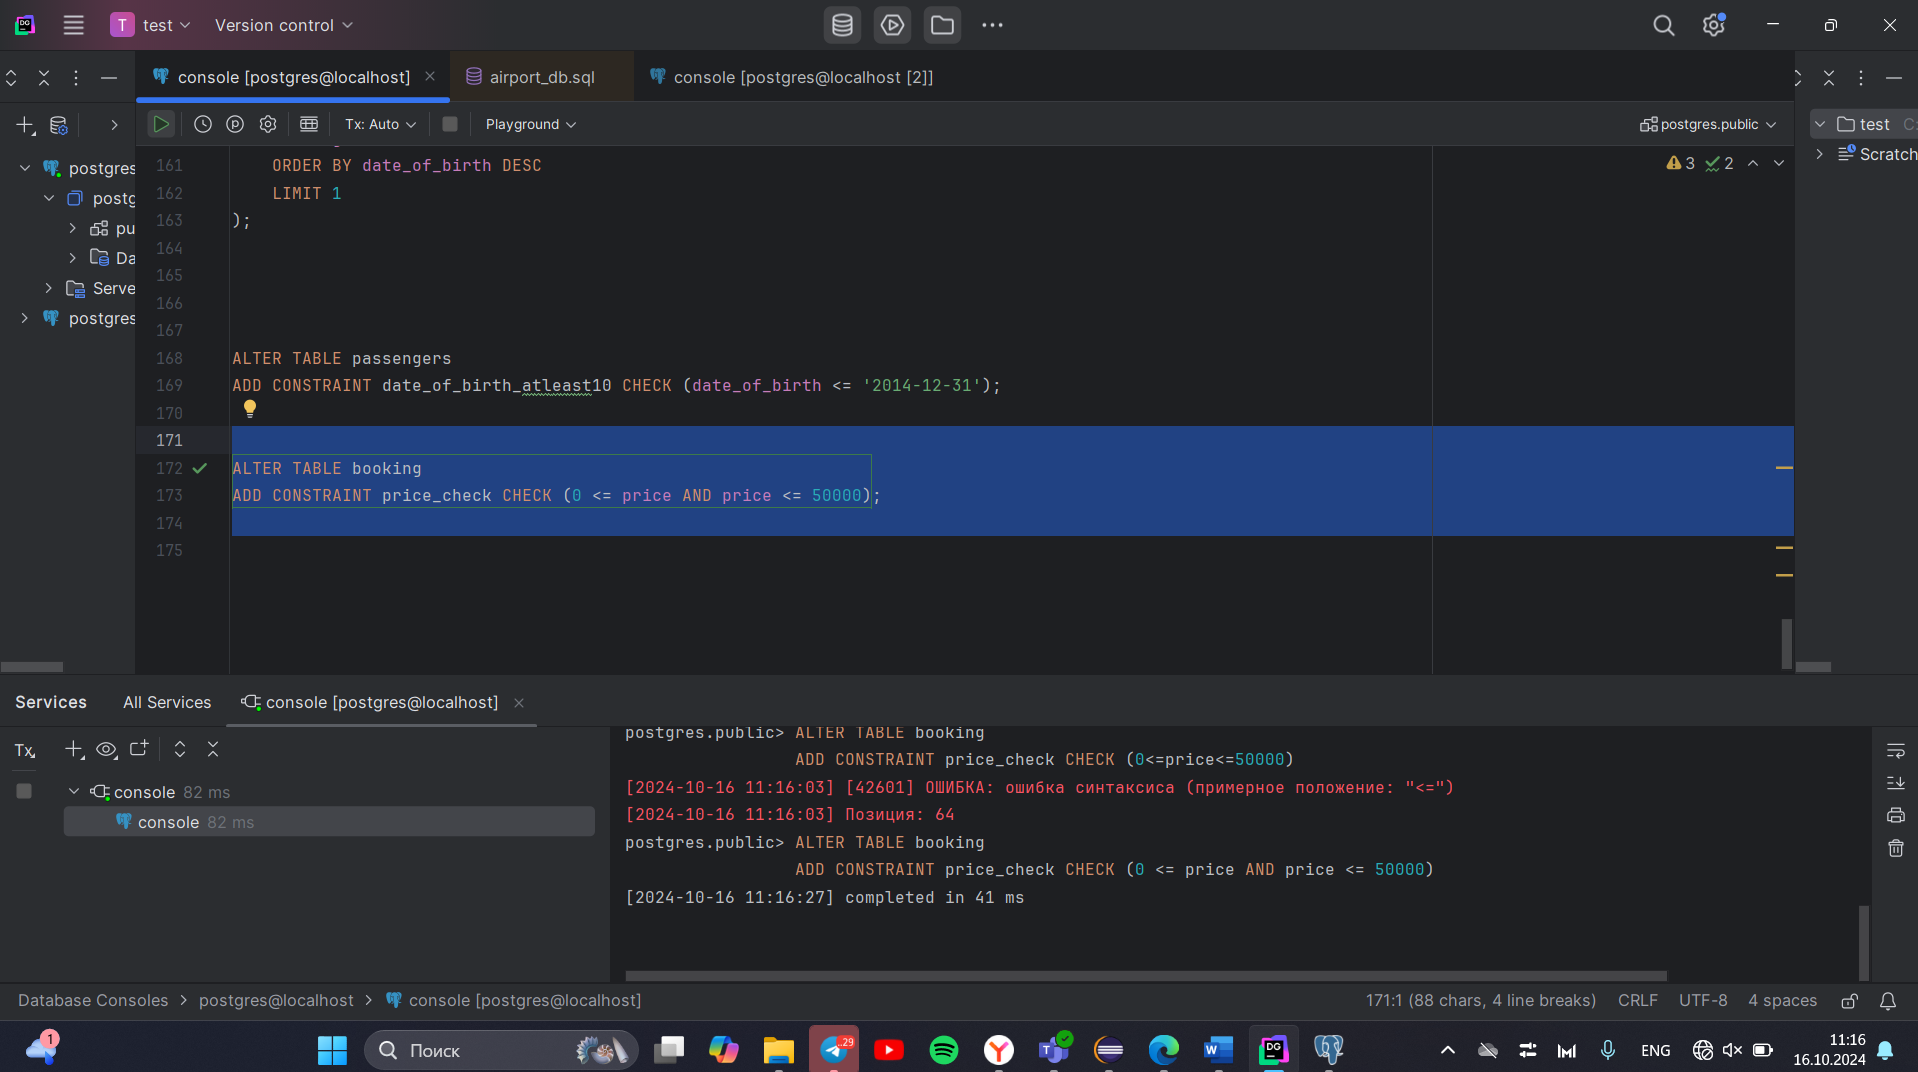 T test Version control
console [postgres@localhost] airport_db.sql console [postgres@localhost [2]]
Tx: Auto Playground postgres.public
test C:
Scratch
3 2
postgres
postg
pu
Da
Serve
postgres
161 ORDER BY date_of_birth DESC
162 LIMIT 1
163 );
164
165
166
167
168 ALTER TABLE passengers
169 ADD CONSTRAINT date_of_birth_atleast10 CHECK (date_of_birth <= '2014-12-31');
170
171
172 ALTER TABLE booking
173 ADD CONSTRAINT price_check CHECK (0 <= price AND price <= 50000);
174
175
Services All Services console [postgres@localhost]
Tx
console 82 ms
console 82 ms
postgres.public> ALTER TABLE booking
ADD CONSTRAINT price_check CHECK (0<=price<=50000)
[2024-10-16 11:16:03] [42601] ОШИБКА: ошибка синтаксиса (примерное положение: "<=")
[2024-10-16 11:16:03] Позиция: 64
postgres.public> ALTER TABLE booking
ADD CONSTRAINT price_check CHECK (0 <= price AND price <= 50000)
[2024-10-16 11:16:27] completed in 41 ms
Database Consoles > postgres@localhost > console [postgres@localhost] 171:1 (88 chars, 4 line breaks) CRLF UTF-8 4 spaces
1 Поиск .29 ENG 11:16
16.10.2024